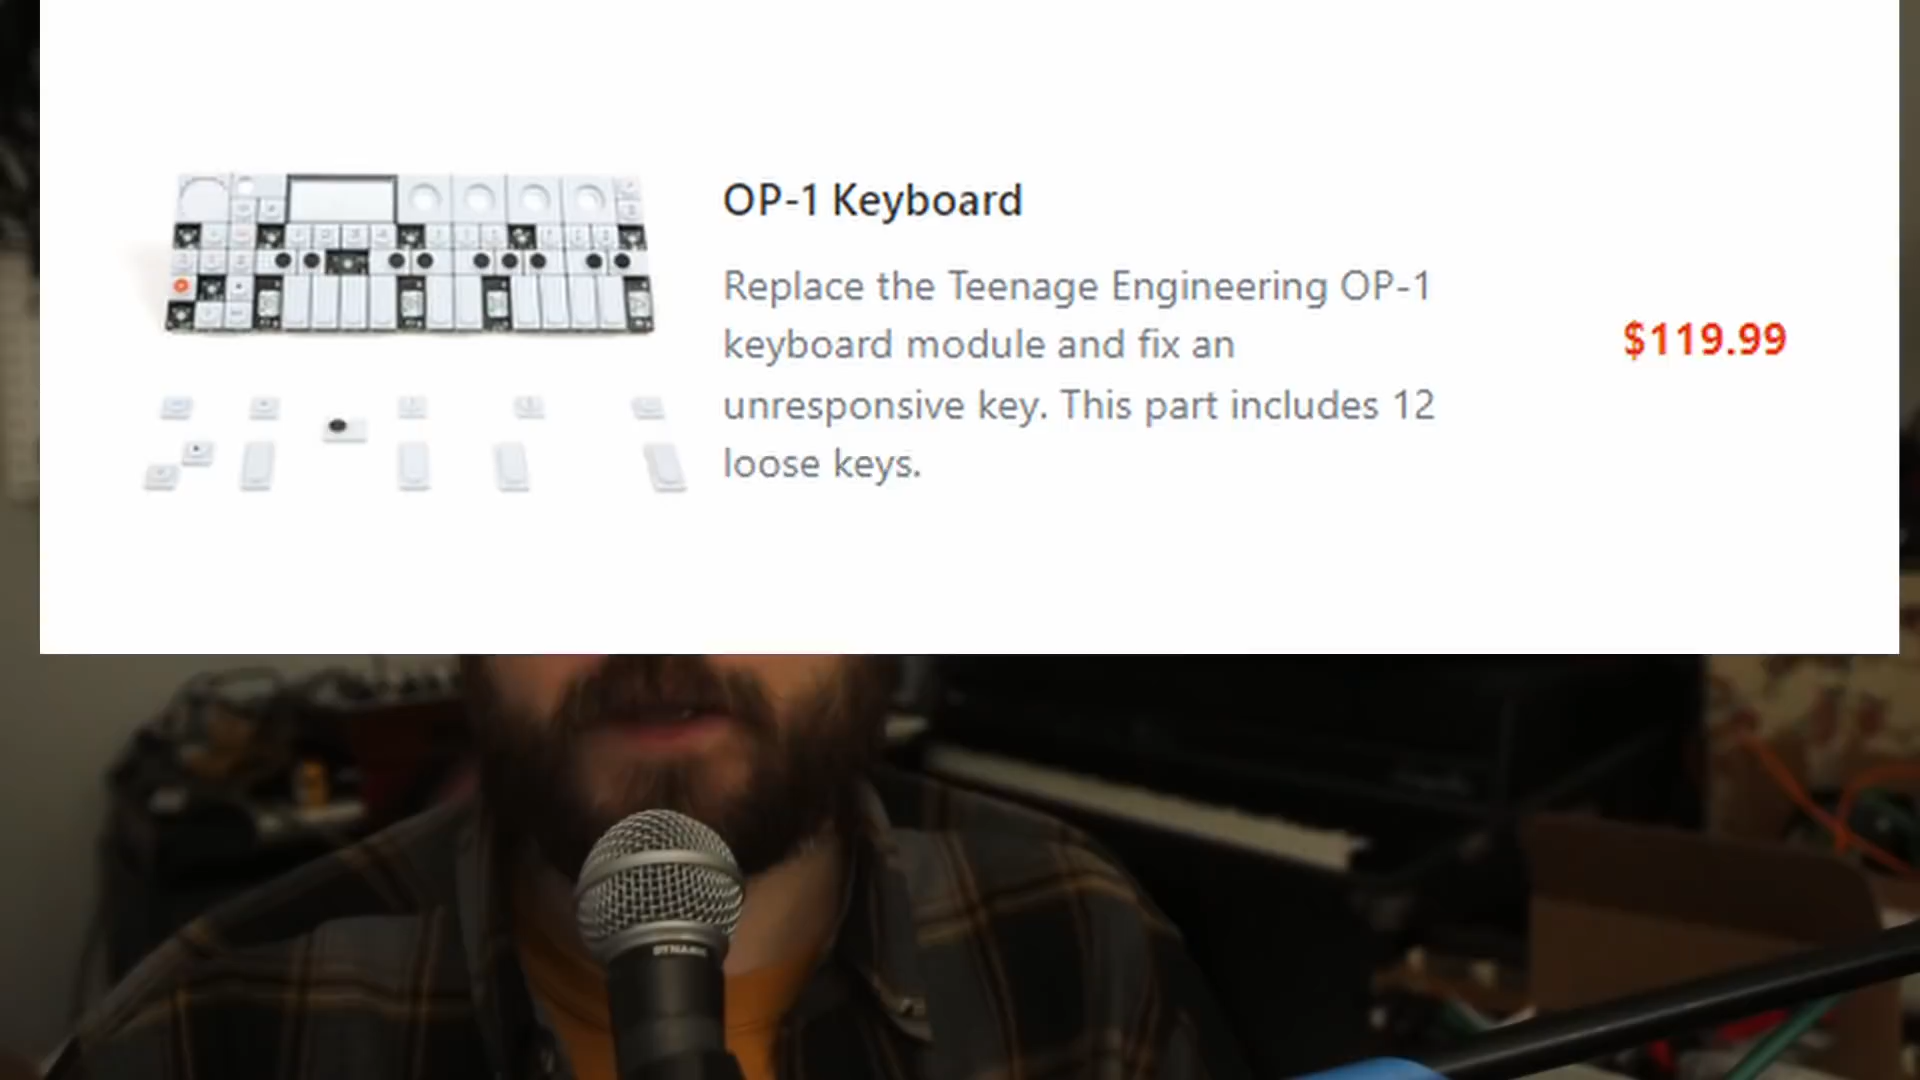 OP-1 Keyboard
Replace the Teenage Engineering OP-1
keyboard module and fix an
unresponsive key. This part includes 12
loose keys.
$119.99
DYNAMIC